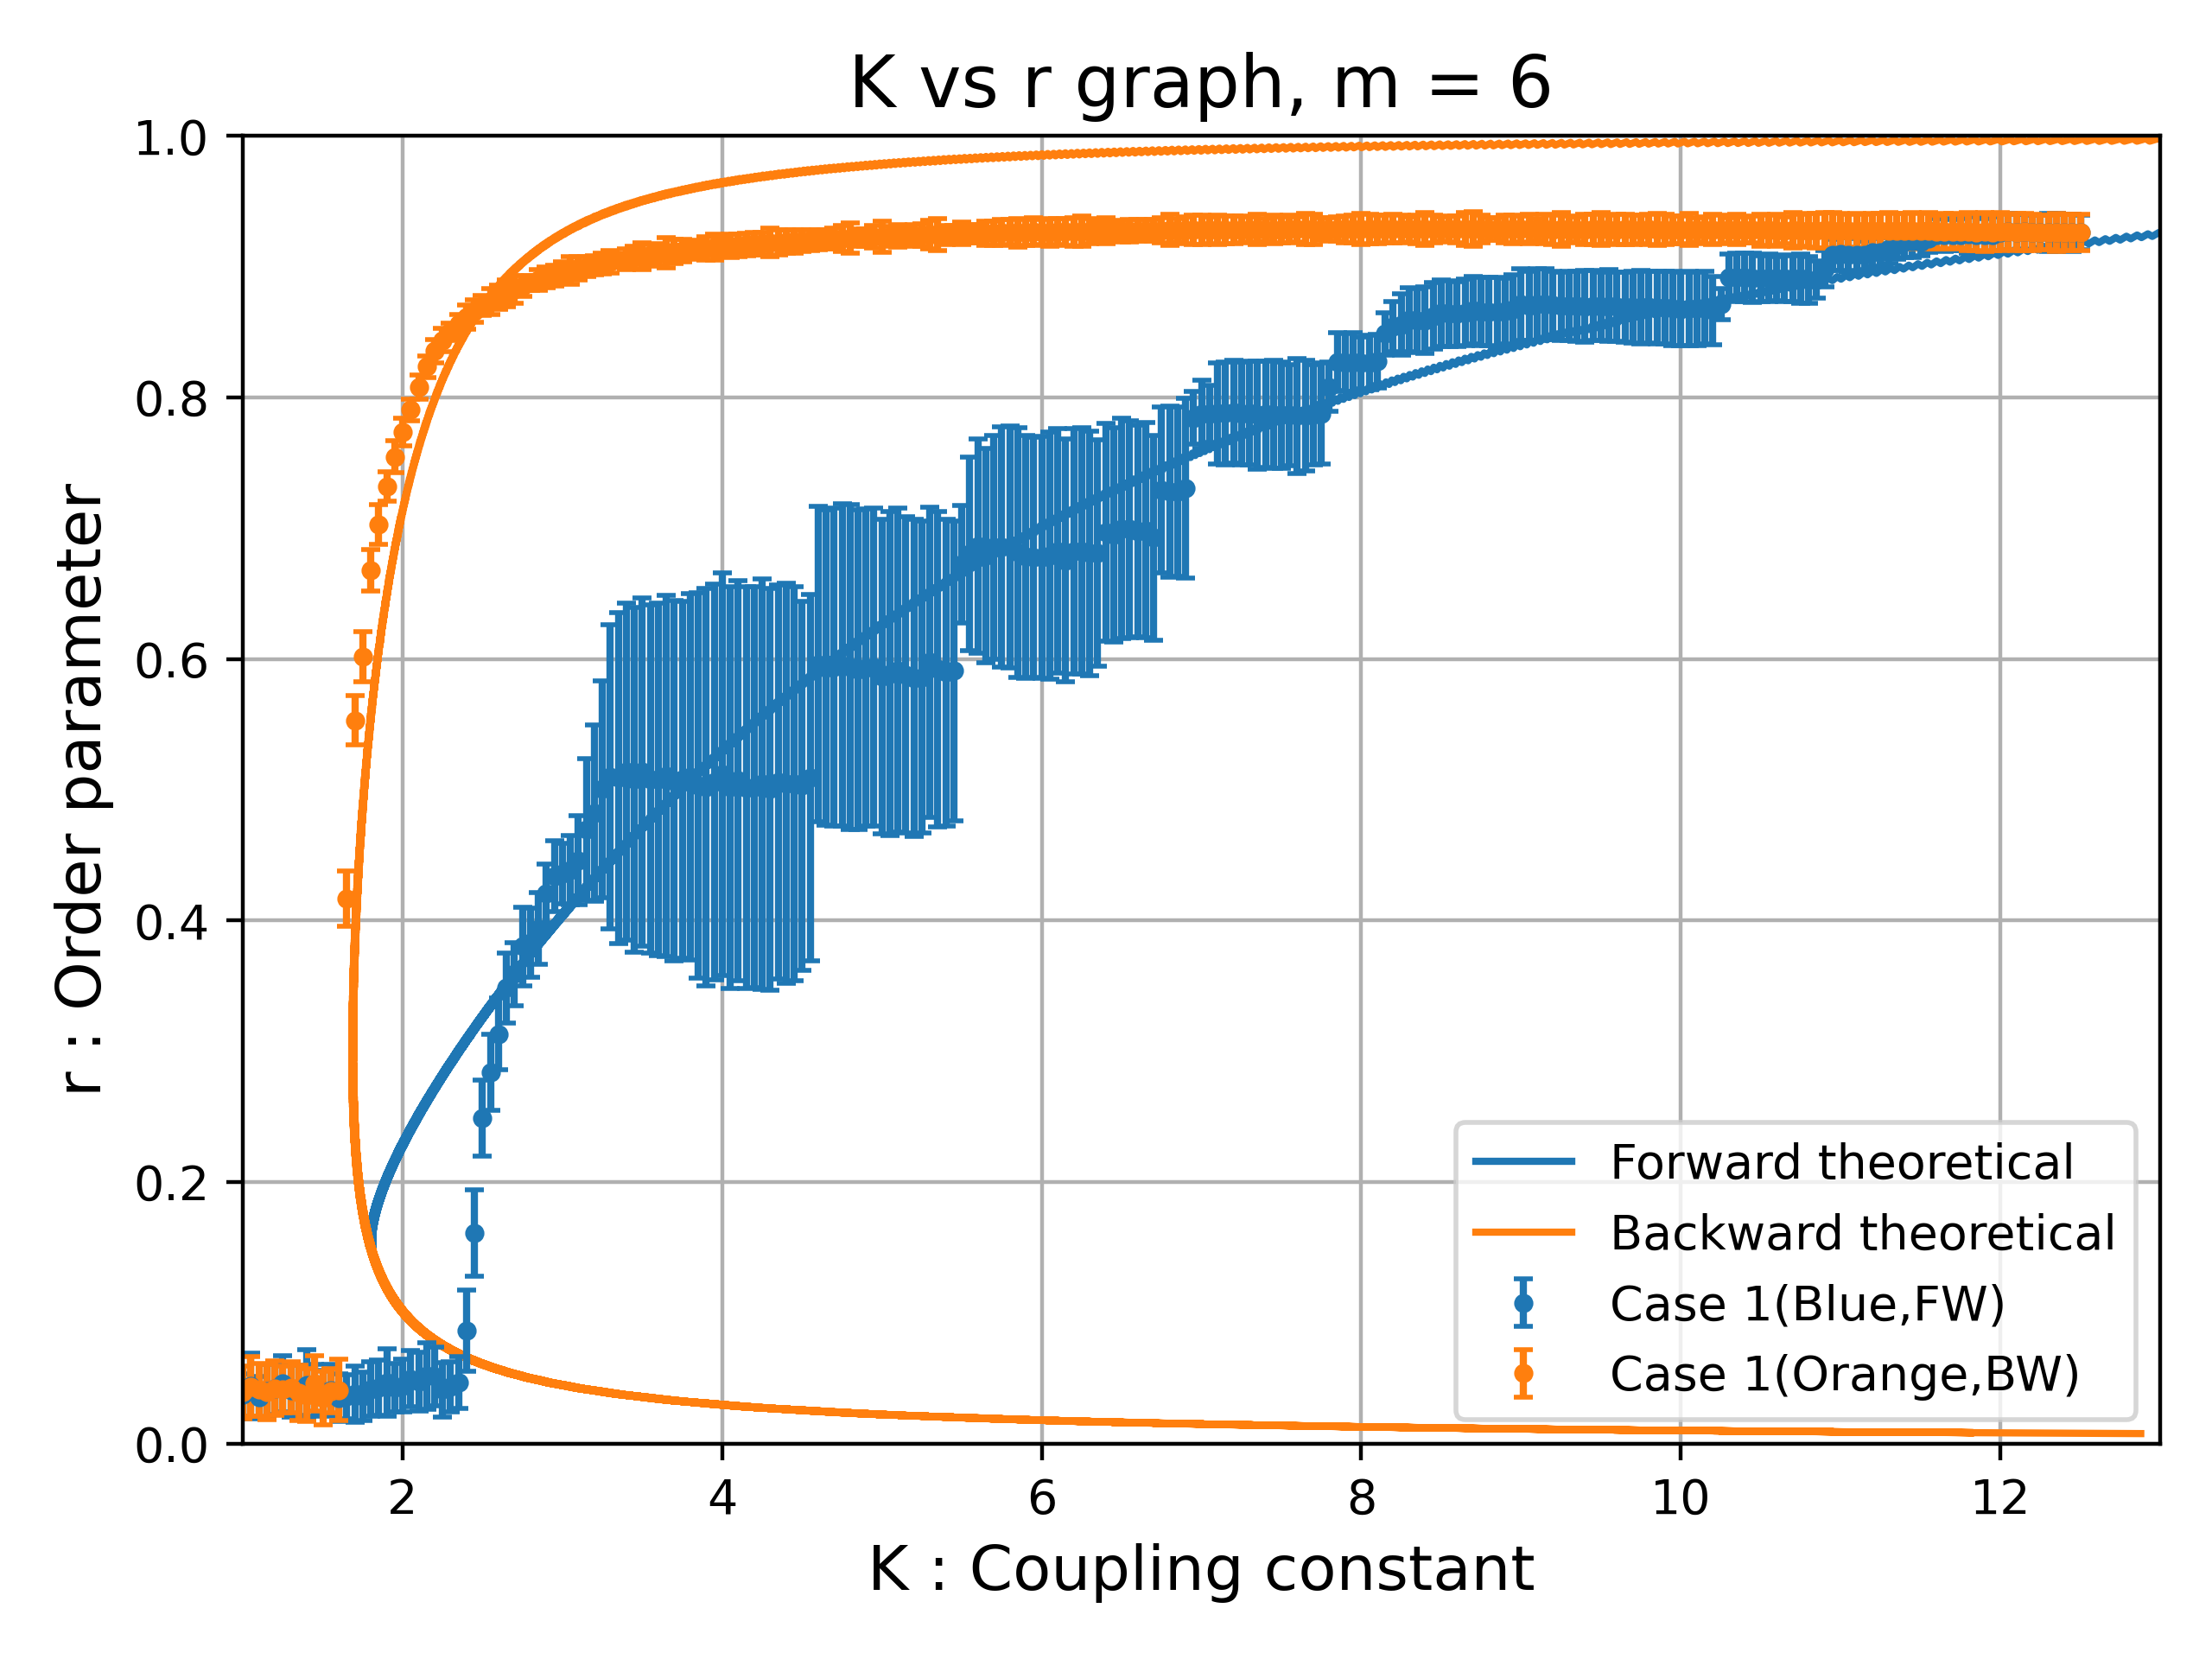 K vs r graph, m = 6
1.0
0.8
0.6
0.4
0.2
0.0
r : Order parameter
2 4 6 8 10 12
K : Coupling constant
Forward theoretical
Backward theoretical
Case 1(Blue,FW)
Case 1(Orange,BW)